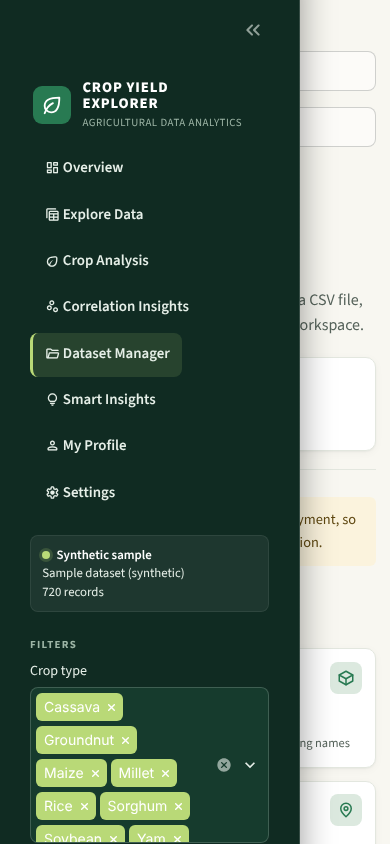 CROP YIELD
EXPLORER
AGRICULTURAL DATA ANALYTICS
Overview
Explore Data
Crop Analysis
Correlation Insights
a CSV file,
orkspace.
Dataset Manager
Smart Insights
My Profile
Settings
yment, so
ion.
Synthetic sample
Sample dataset (synthetic)
720 records
FILTERS
Crop type
Cassava ×
Groundnut ×
Maize × Millet ×
ng names
Rice × Sorghum ×
Soybean × Yam ×